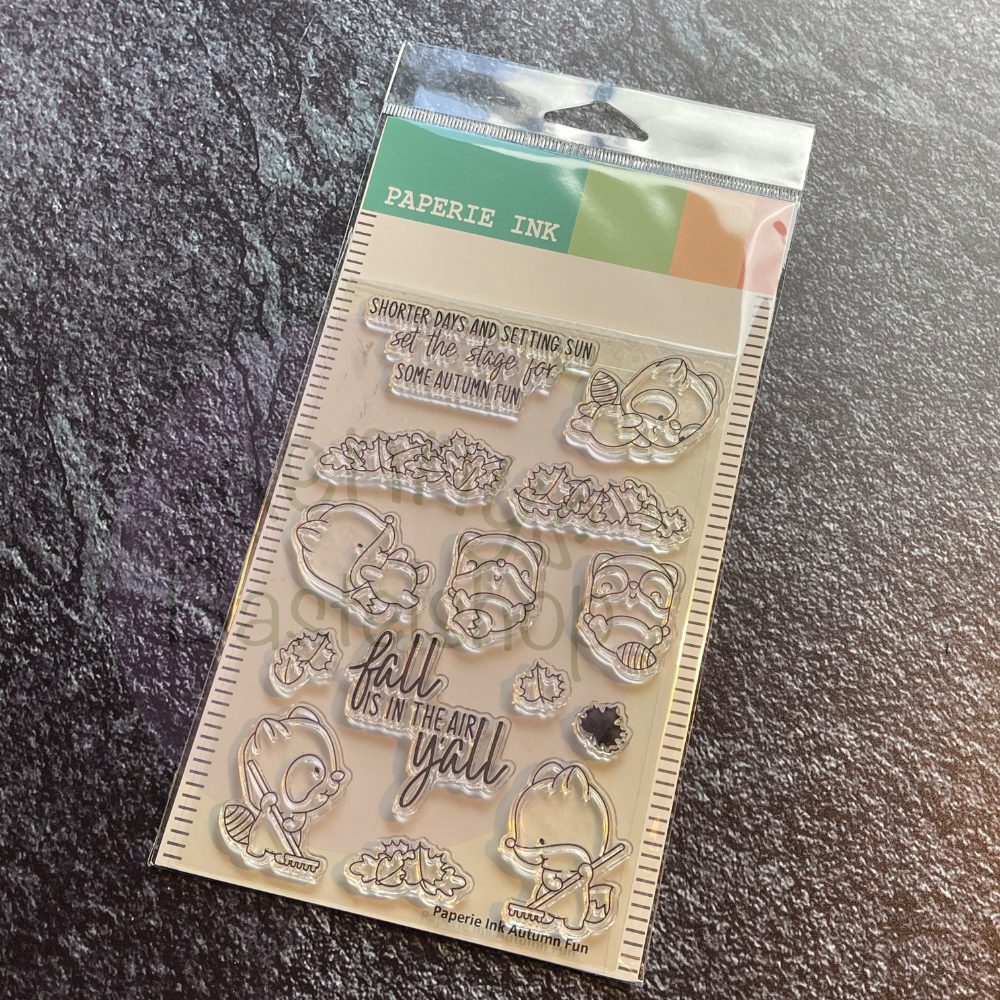 PAPERIE INK
SHORTER DAYS AND SETTING SUN
set the stage for
SOME AUTUMN FUN
fall
IS IN THE AIR
y'all
Paperie Ink Autumn Fun